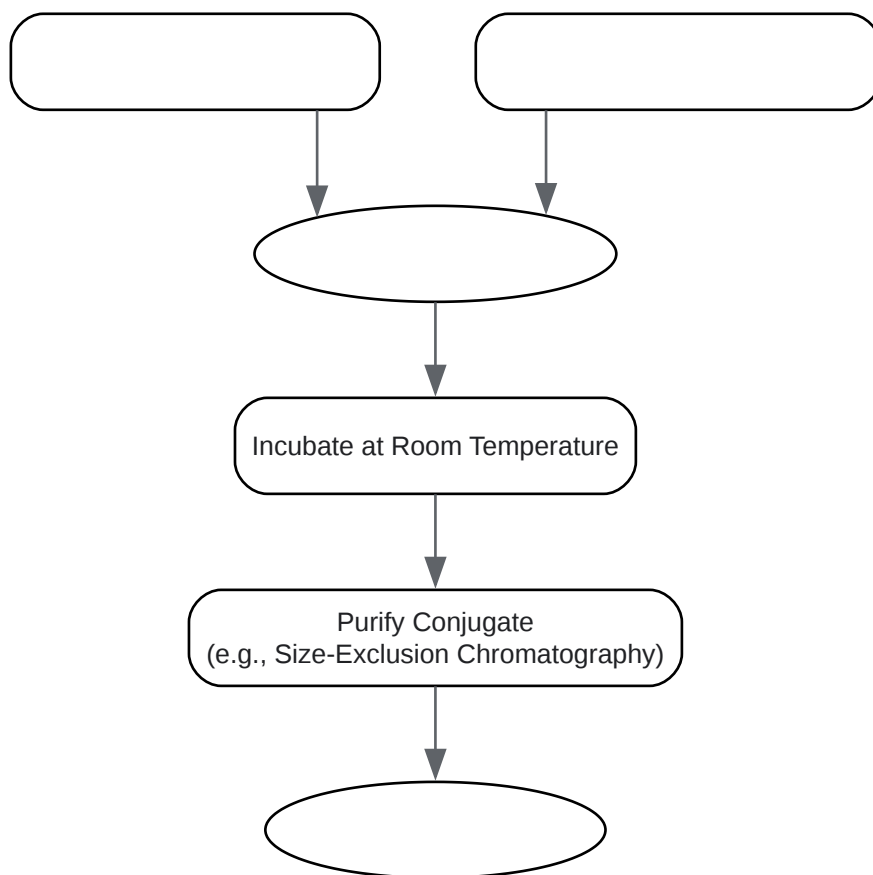 Incubate at Room Temperature
Purify Conjugate
(e.g., Size-Exclusion Chromatography)